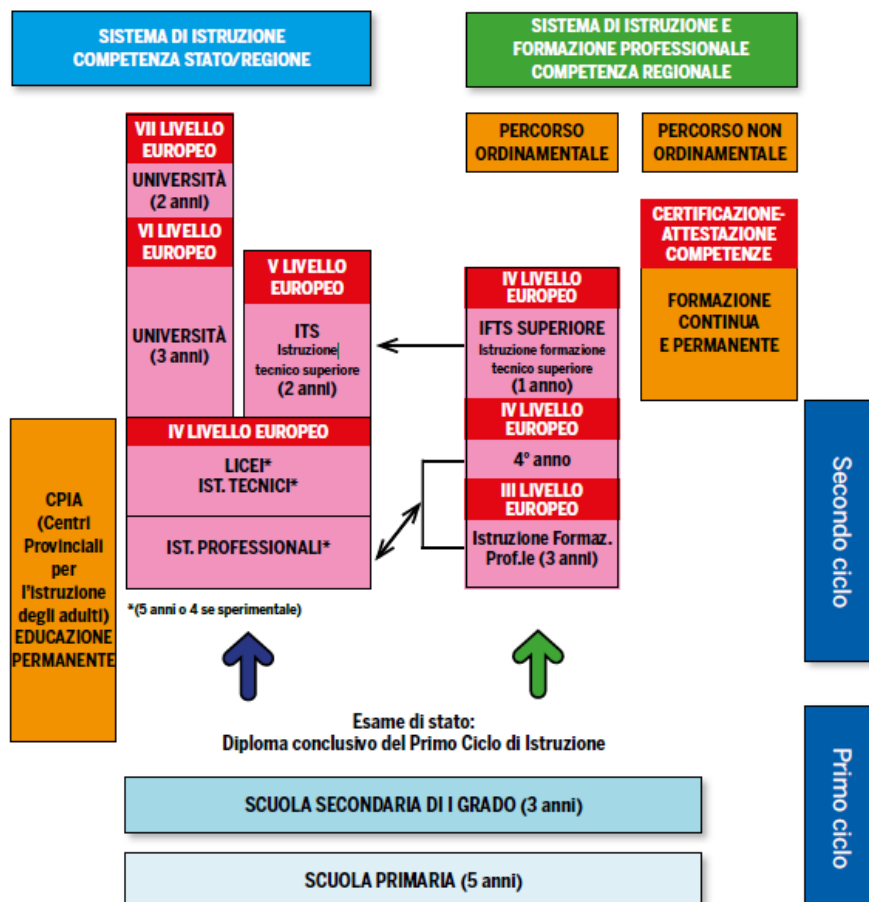 SISTEMA DI ISTRUZIONE
COMPETENZA STATO/REGIONE
SISTEMA DI ISTRUZIONE E
FORMAZIONE PROFESSIONALE
COMPETENZA REGIONALE
PERCORSO
ORDINAMENTALE
PERCORSO NON
ORDINAMENTALE
VII LIVELLO
EUROPEO
UNIVERSITÀ
(2 anni)
VI LIVELLO
EUROPEO
UNIVERSITÀ
(3 anni)
V LIVELLO
EUROPEO
ITS
Istruzione
tecnico superiore
(2 anni)
IV LIVELLO EUROPEO
LICEI*
IST. TECNICI*
IST. PROFESSIONALI*
*(5 anni o 4 se sperimentale)
IV LIVELLO
EUROPEO
IFTS SUPERIORE
Istruzione formazione
tecnico superiore
(1 anno)
IV LIVELLO
EUROPEO
4° anno
III LIVELLO
EUROPEO
Istruzione Formaz.
Prof.le (3 anni)
CERTIFICAZIONE-
ATTESTAZIONE
COMPETENZE
FORMAZIONE
CONTINUA
E PERMANENTE
CPIA
(Centri
Provinciali
per
l'istruzione
degli adulti)
EDUCAZIONE
PERMANENTE
Secondo ciclo
Esame di stato:
Diploma conclusivo del Primo Ciclo di Istruzione
SCUOLA SECONDARIA DI I GRADO (3 anni)
SCUOLA PRIMARIA (5 anni)
Primo ciclo